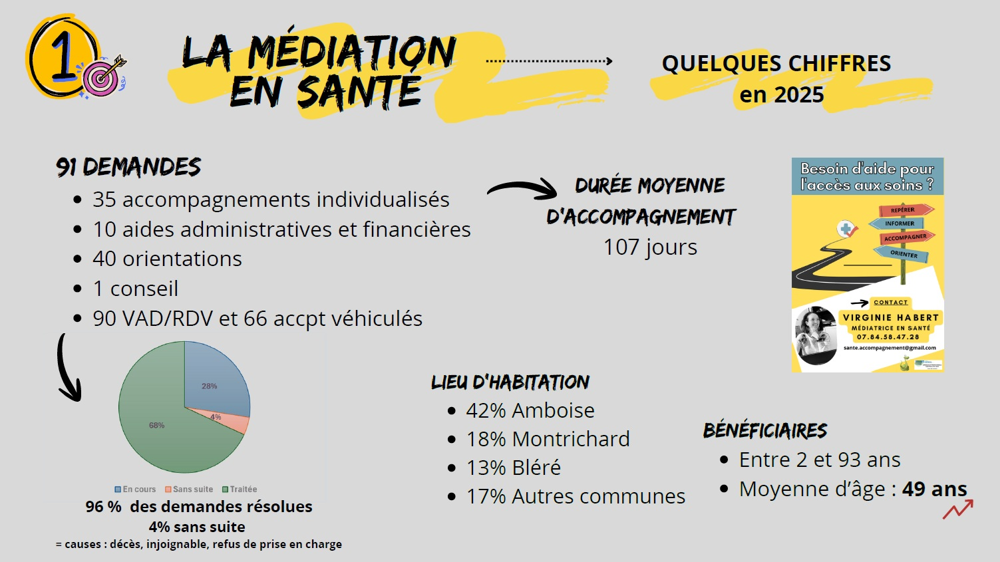 1
LA MÉDIATION
EN SANTÉ
QUELQUES CHIFFRES
en 2025
91 DEMANDES
35 accompagnements individualisés
10 aides administratives et financières
40 orientations
1 conseil
90 VAD/RDV et 66 accpt véhiculés
28%
4%
68%
En cours Sans suite Traitée
96 % des demandes résolues
4% sans suite
= causes : décès, injoignable, refus de prise en charge
DURÉE MOYENNE
D'ACCOMPAGNEMENT
107 jours
LIEU D'HABITATION
42% Amboise
18% Montrichard
13% Bléré
17% Autres communes
Besoin d'aide pour
l'accès aux soins ?
REPÉRER
INFORMER
ACCOMPAGNER
ORIENTER
CONTACT
VIRGINIE HABERT
MÉDIATRICE EN SANTÉ
07.84.58.47.28
sante.accompagnement@gmail.com
BÉNÉFICIAIRES
Entre 2 et 93 ans
Moyenne d’âge : 49 ans